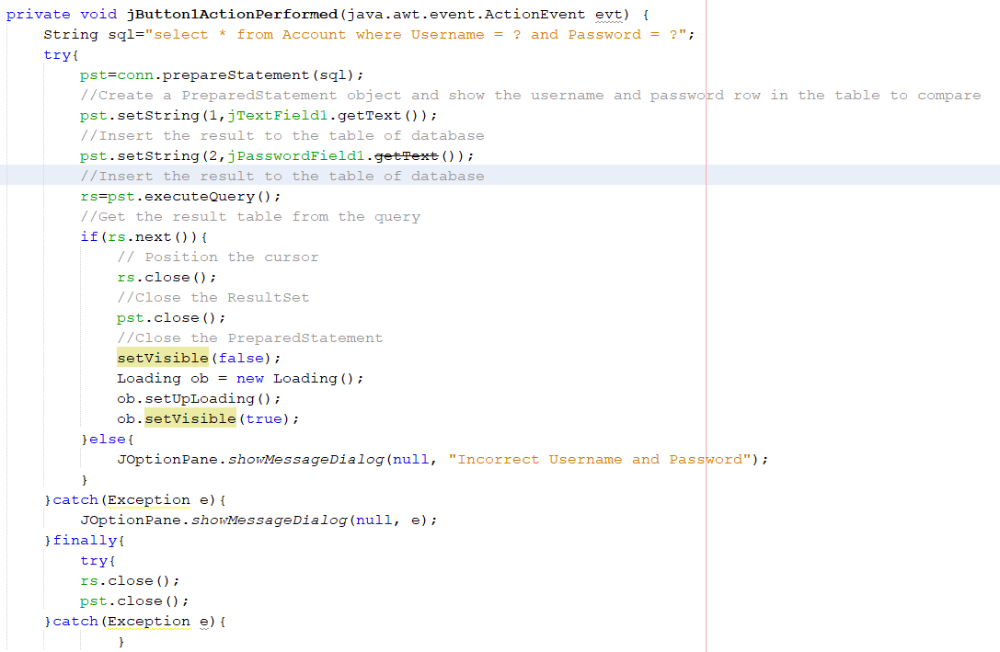 private void jButton1ActionPerformed(java.awt.event.ActionEvent evt) {
    String sql="select * from Account where Username = ? and Password = ?";
    try{
        pst=conn.prepareStatement(sql);
        //Create a PreparedStatement object and show the username and password row in the table to compare
        pst.setString(1,jTextField1.getText());
        //Insert the result to the table of database
        pst.setString(2,jPasswordField1.getText());
        //Insert the result to the table of database
        rs=pst.executeQuery();
        //Get the result table from the query
        if(rs.next()){
            // Position the cursor
            rs.close();
            //Close the ResultSet
            pst.close();
            //Close the PreparedStatement
            setVisible(false);
            Loading ob = new Loading();
            ob.setUpLoading();
            ob.setVisible(true);
        }else{
            JOptionPane.showMessageDialog(null, "Incorrect Username and Password");
        }
    }catch(Exception e){
        JOptionPane.showMessageDialog(null, e);
    }finally{
        try{
        rs.close();
        pst.close();
    }catch(Exception e){
            }